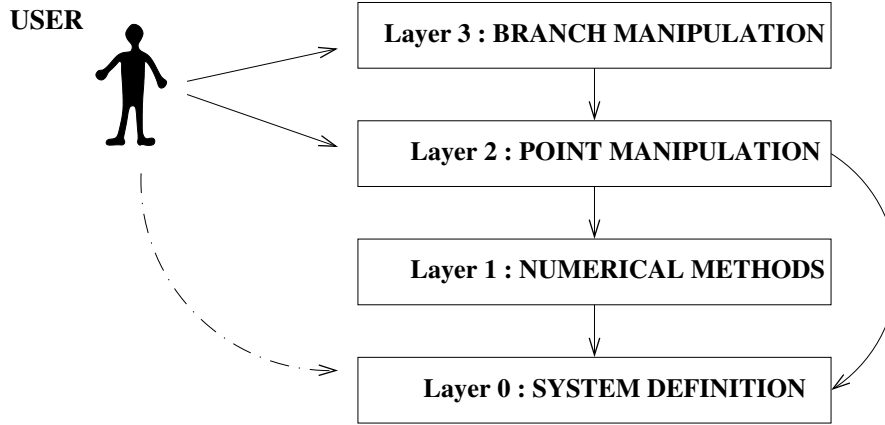 USER
Layer 3 : BRANCH MANIPULATION
Layer 2 : POINT MANIPULATION
Layer 1 : NUMERICAL METHODS
Layer 0 : SYSTEM DEFINITION